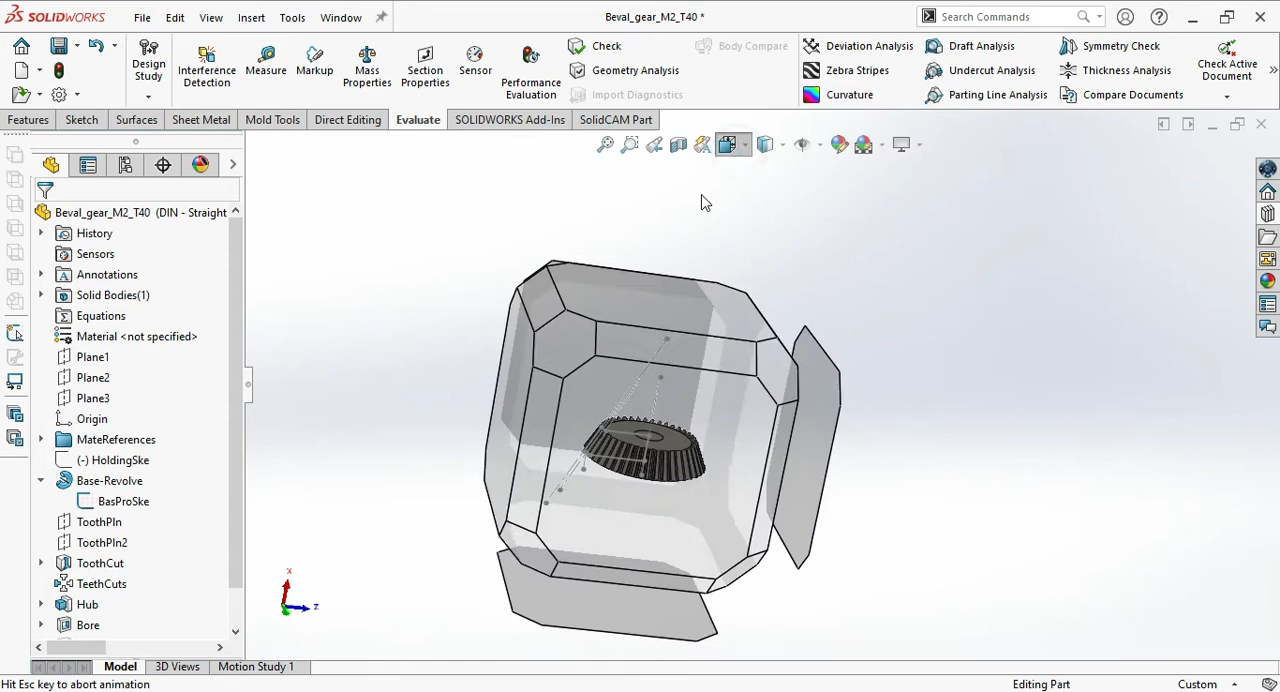 SOLIDWORKS
File Edit View Insert Tools Window
Beval_gear_M2_T40 *
Search Commands
Design Study
Interference Detection
Measure
Markup
Mass Properties
Section Properties
Sensor
Performance Evaluation
Check
Geometry Analysis
Import Diagnostics
Body Compare
Deviation Analysis
Zebra Stripes
Curvature
Draft Analysis
Undercut Analysis
Parting Line Analysis
Symmetry Check
Thickness Analysis
Compare Documents
Check Active Document
Features Sketch Surfaces Sheet Metal Mold Tools Direct Editing Evaluate SOLIDWORKS Add-Ins SolidCAM Part
Beval_gear_M2_T40 (DIN - Straight
History
Sensors
Annotations
Solid Bodies(1)
Equations
Material <not specified>
Plane1
Plane2
Plane3
Origin
MateReferences
(-) HoldingSke
Base-Revolve
BasProSke
ToothPln
ToothPln2
ToothCut
TeethCuts
Hub
Bore
x
z
Model 3D Views Motion Study 1
Hit Esc key to abort animation
Editing Part
Custom